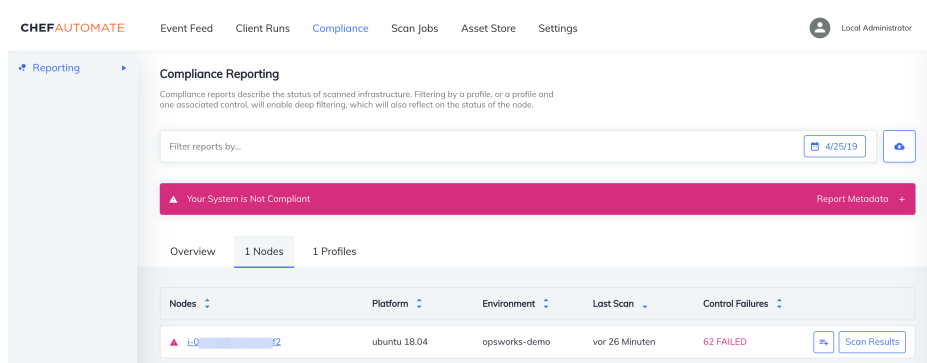 CHEFAUTOMATE Event Feed Client Runs Compliance Scan Jobs Asset Store Settings Local Administrator
Reporting
Compliance Reporting
Compliance reports describe the status of scanned infrastructure. Filtering by a profile, or a profile and
one associated control, will enable deep filtering, which will also reflect on the status of the node.
Filter reports by... 4/25/19
Your System is Not Compliant Report Metadata +
Overview 1 Nodes 1 Profiles
Nodes Platform Environment Last Scan Control Failures
i-0 f2 ubuntu 18.04 opsworks-demo vor 26 Minuten 62 FAILED Scan Results